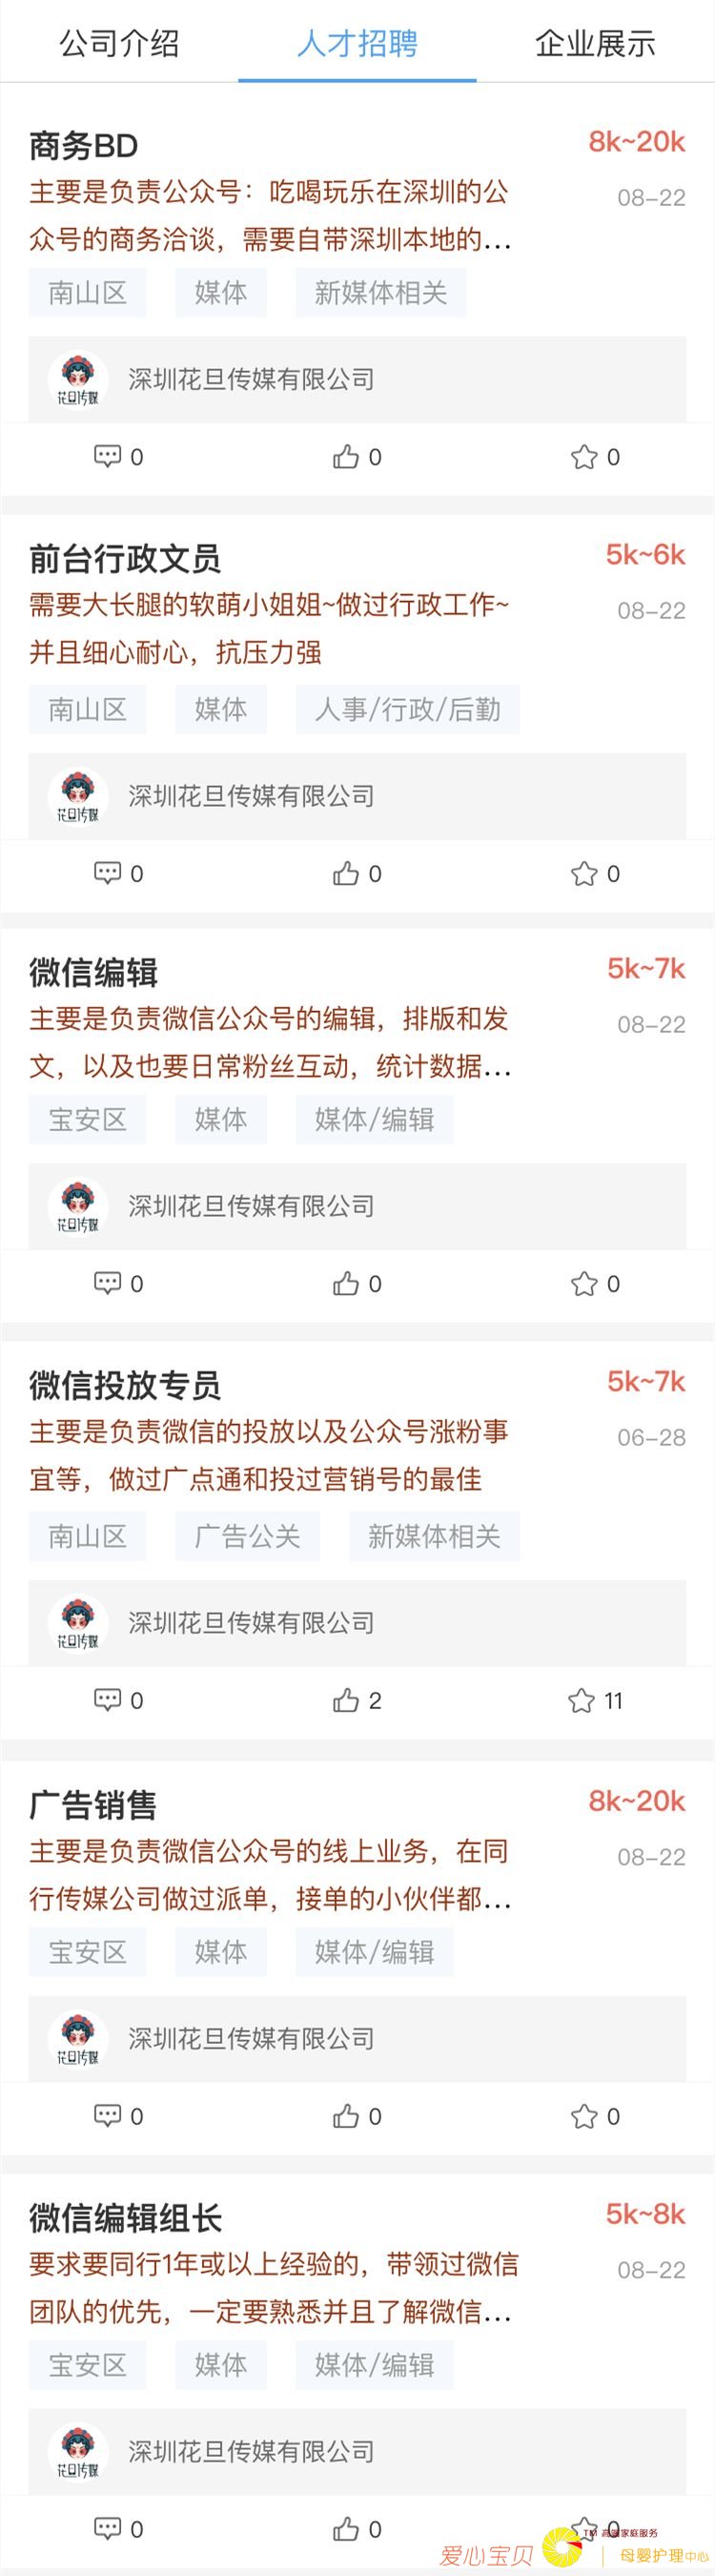 公司介绍 人才招聘 企业展示
商务BD 8k~20k
主要是负责公众号：吃喝玩乐在深圳的公 08-22
众号的商务洽谈，需要自带深圳本地的...
南山区 媒体 新媒体相关
花旦传媒 深圳花旦传媒有限公司
0 0 0
前台行政文员 5k~6k
需要大长腿的软萌小姐姐~做过行政工作~ 08-22
并且细心耐心，抗压力强
南山区 媒体 人事/行政/后勤
花旦传媒 深圳花旦传媒有限公司
0 0 0
微信编辑 5k~7k
主要是负责微信公众号的编辑，排版和发 08-22
文，以及也要日常粉丝互动，统计数据...
宝安区 媒体 媒体/编辑
花旦传媒 深圳花旦传媒有限公司
0 0 0
微信投放专员 5k~7k
主要是负责微信的投放以及公众号涨粉事 06-28
宜等，做过广点通和投过营销号的最佳
南山区 广告公关 新媒体相关
花旦传媒 深圳花旦传媒有限公司
0 2 11
广告销售 8k~20k
主要是负责微信公众号的线上业务，在同 08-22
行传媒公司做过派单，接单的小伙伴都...
宝安区 媒体 媒体/编辑
花旦传媒 深圳花旦传媒有限公司
0 0 0
微信编辑组长 5k~8k
要求要同行1年或以上经验的，带领过微信 08-22
团队的优先，一定要熟悉并且了解微信...
宝安区 媒体 媒体/编辑
花旦传媒 深圳花旦传媒有限公司
0 0 0
TM 高端家庭服务
爱心宝贝 母婴护理中心